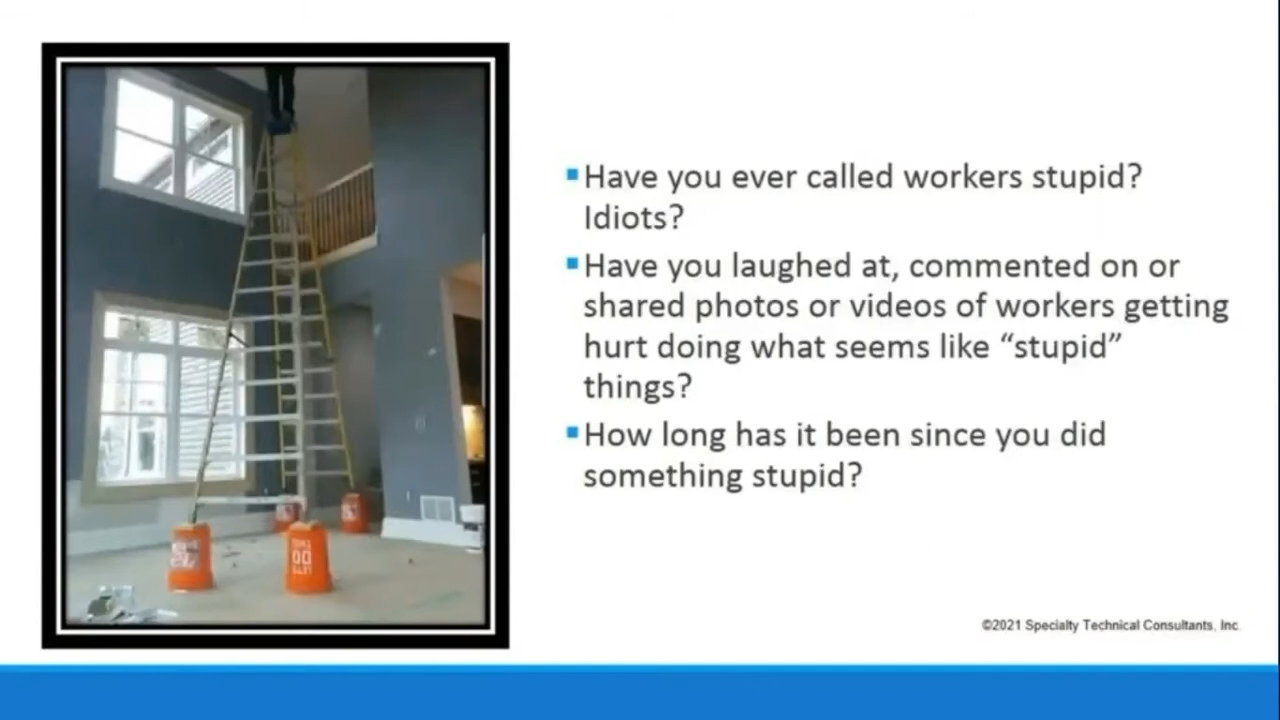 Have you ever called workers stupid?
Idiots?
Have you laughed at, commented on or
shared photos or videos of workers getting
hurt doing what seems like “stupid”
things?
How long has it been since you did
something stupid?
©2021 Specialty Technical Consultants, Inc.